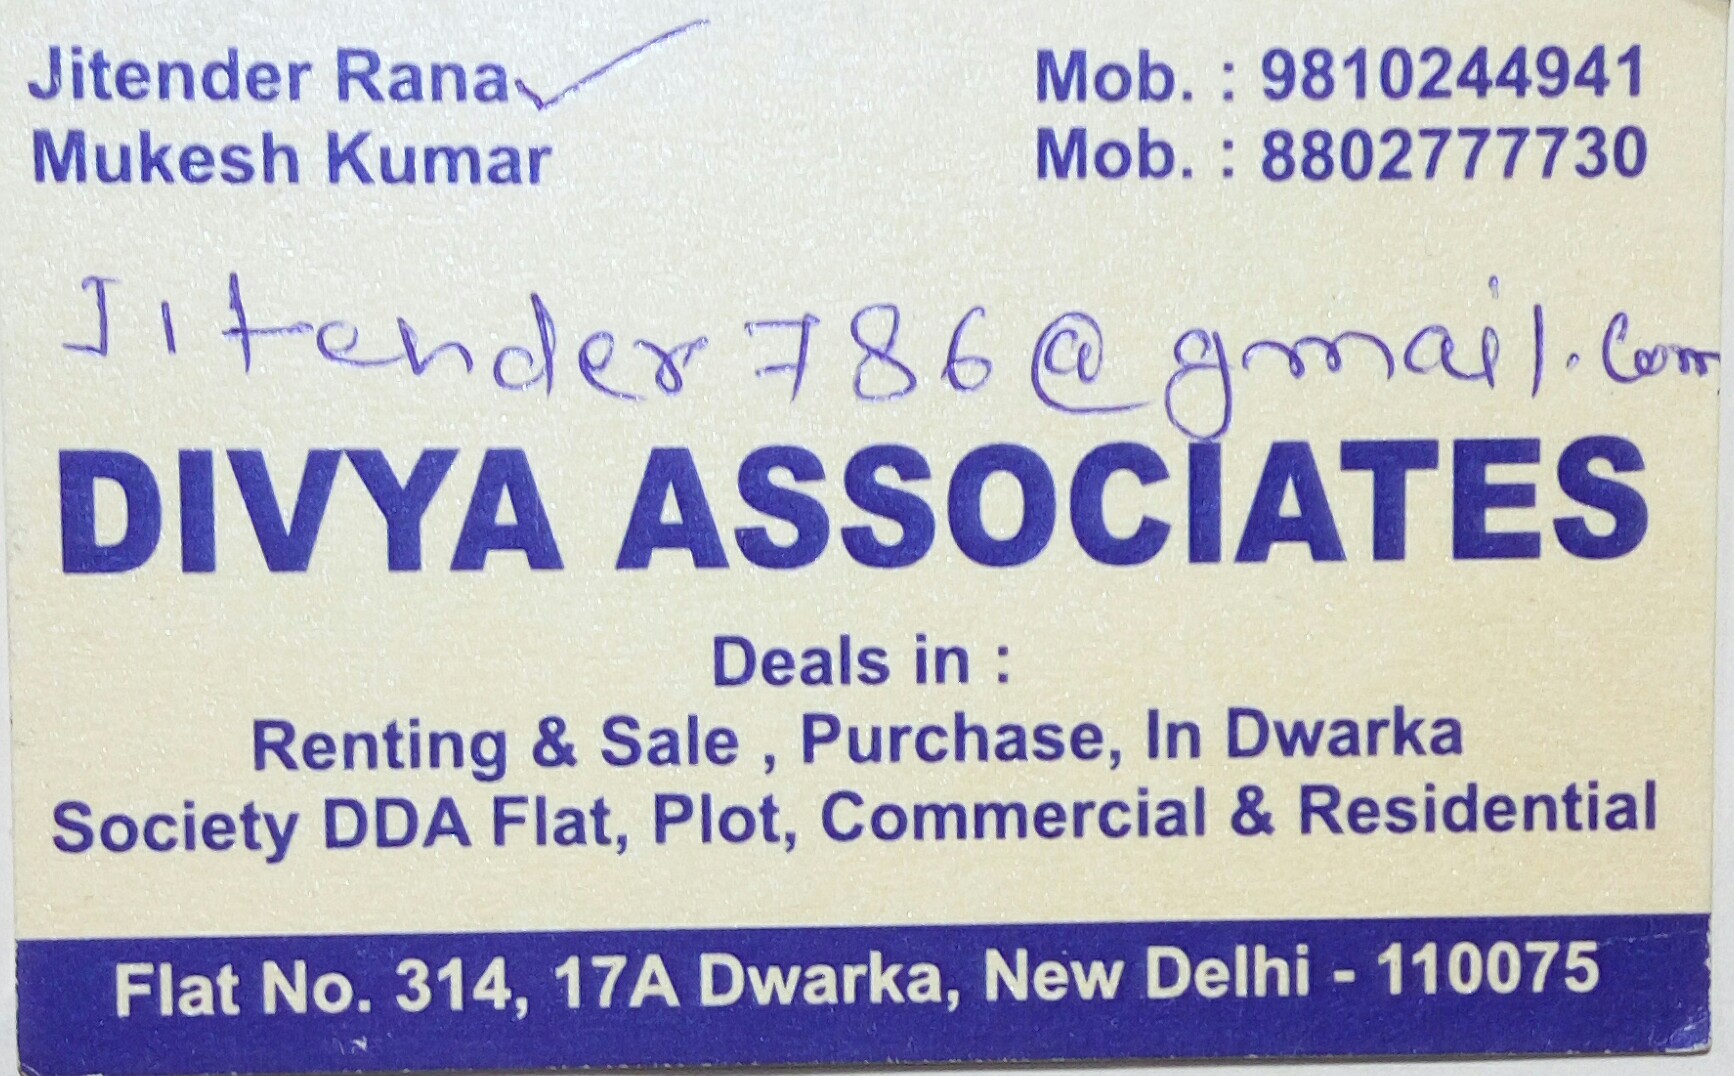 Jitender Rana Mob. : 9810244941
Mukesh Kumar Mob. : 8802777730
Jitender786@gmail.com
DIVYA ASSOCIATES
Deals in :
Renting & Sale , Purchase, In Dwarka
Society DDA Flat, Plot, Commercial & Residential
Flat No. 314, 17A Dwarka, New Delhi - 110075